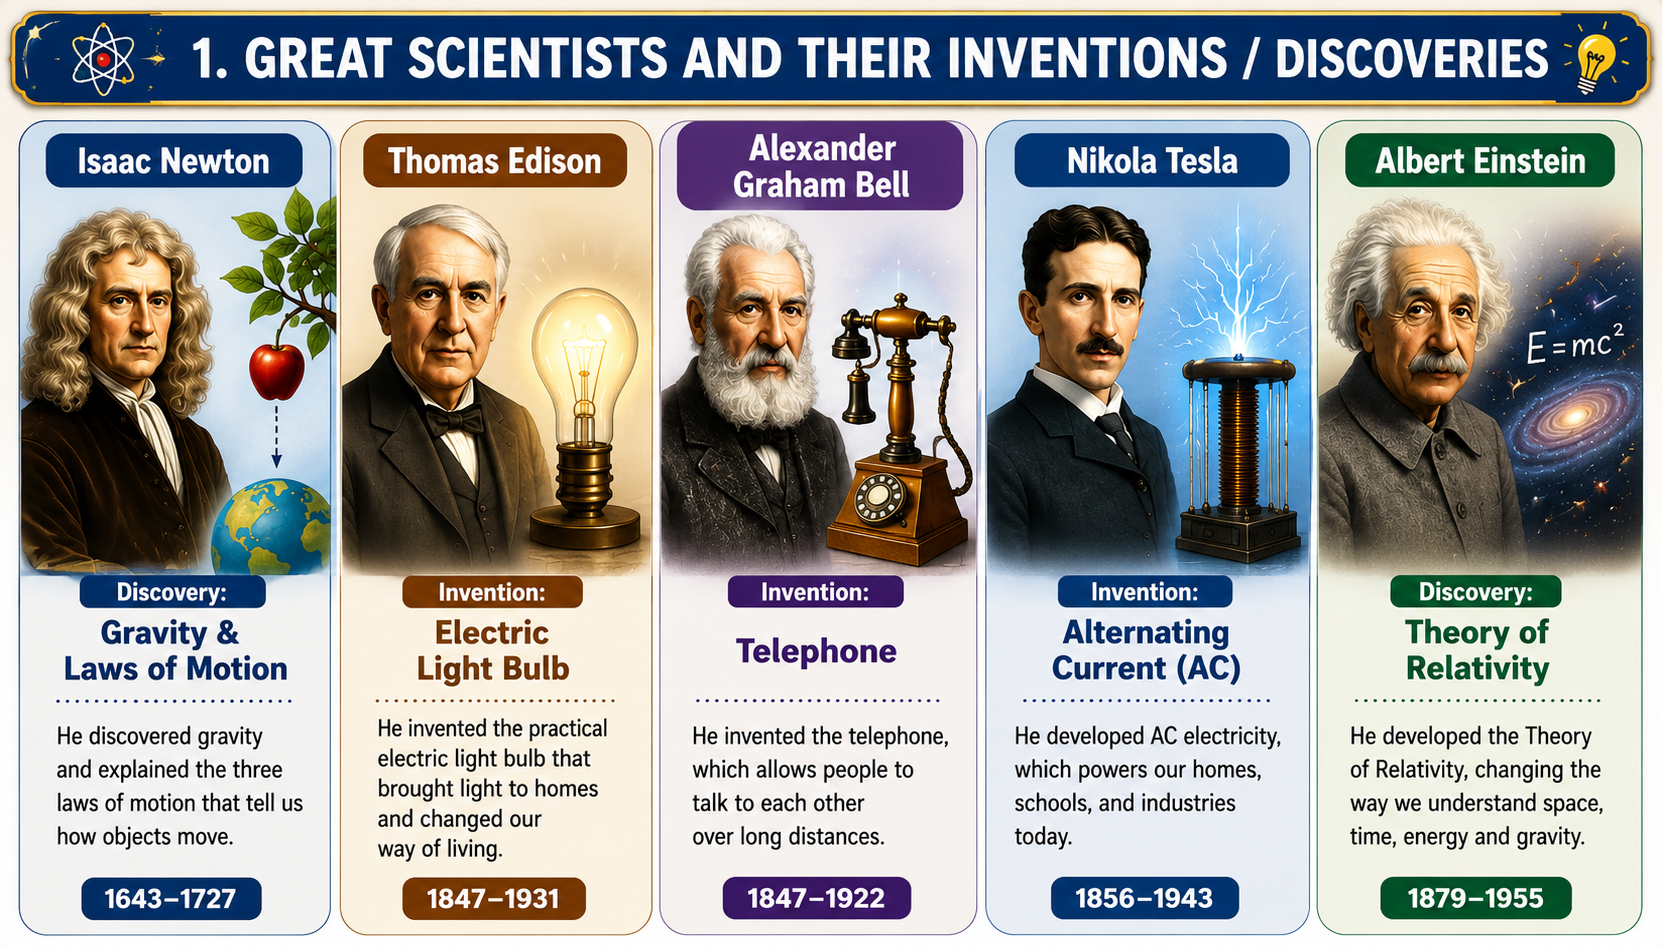 1. GREAT SCIENTISTS AND THEIR INVENTIONS / DISCOVERIES
Isaac Newton
Discovery:
Gravity &
Laws of Motion
He discovered gravity
and explained the three
laws of motion that tell us
how objects move.
1643–1727
Thomas Edison
Invention:
Electric
Light Bulb
He invented the practical
electric light bulb that
brought light to homes
and changed our
way of living.
1847–1931
Alexander
Graham Bell
Invention:
Telephone
He invented the telephone,
which allows people to
talk to each other
over long distances.
1847–1922
Nikola Tesla
Invention:
Alternating
Current (AC)
He developed AC electricity,
which powers our homes,
schools, and industries
today.
1856–1943
Albert Einstein
E=mc²
Discovery:
Theory of
Relativity
He developed the Theory
of Relativity, changing the
way we understand space,
time, energy and gravity.
1879–1955